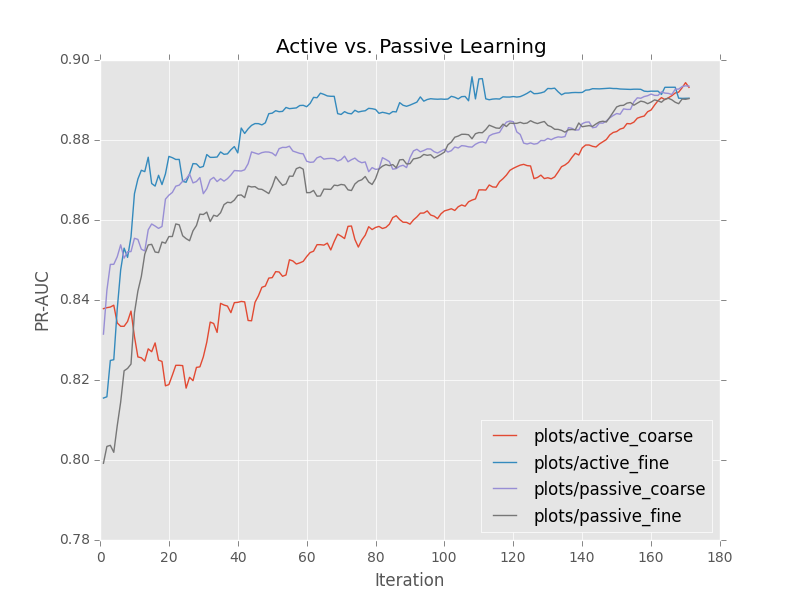 Active vs. Passive Learning
0.90
0.88
0.86
0.84
0.82
0.80
0.78
PR-AUC
plots/active_coarse
plots/active_fine
plots/passive_coarse
plots/passive_fine
0 20 40 60 80 100 120 140 160 180
Iteration